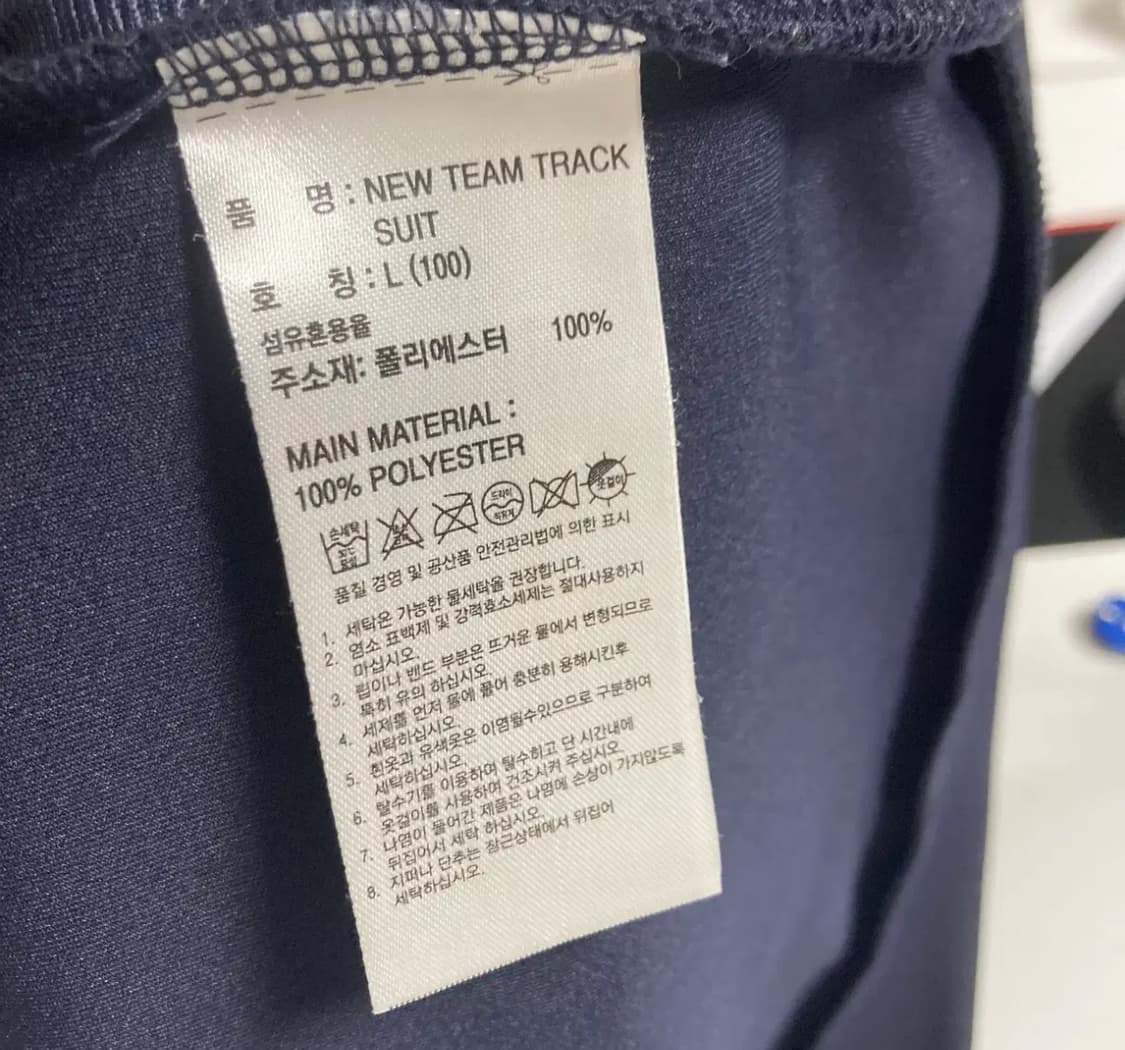 품 명 : NEW TEAM TRACK
SUIT
호 칭 : L (100)
섬유혼용율
주소재: 폴리에스터 100%
MAIN MATERIAL :
100% POLYESTER
손세탁
드라이
옷걸이
품질 경영 및 공산품 안전관리법에 의한 표시
1. 세탁은 가능한 물세탁을 권장합니다.
2. 염소 표백제 및 강력효소세제는 절대사용하지
마십시오.
3. 립이나 밴드 부분은 뜨거운 물에서 변형되므로
특히 유의 하십시오.
4. 세제를 먼저 물에 풀어 충분히 용해시킨후
세탁하십시오.
5. 흰옷과 유색옷은 이염될수있으므로 구분하여
세탁하십시오.
6. 탈수기를 이용하여 탈수하고 단 시간내에
옷걸이를 사용하여 건조시켜 주십시오.
7. 나염이 들어간 제품은 나염에 손상이 가지않도록
뒤집어서 세탁 하십시오.
8. 지퍼나 단추는 잠근상태에서 뒤집어
세탁하십시오.